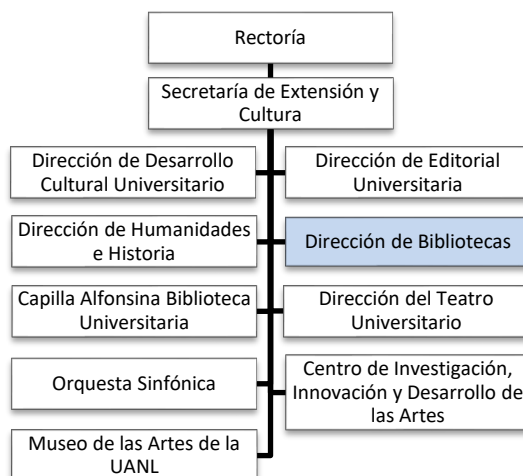 Rectoría
Secretaría de Extensión y
Cultura
Dirección de Desarrollo
Cultural Universitario
Dirección de Editorial
Universitaria
Dirección de Humanidades
e Historia
Dirección de Bibliotecas
Capilla Alfonsina Biblioteca
Universitaria
Dirección del Teatro
Universitario
Orquesta Sinfónica
Centro de Investigación,
Innovación y Desarrollo de
las Artes
Museo de las Artes de la
UANL